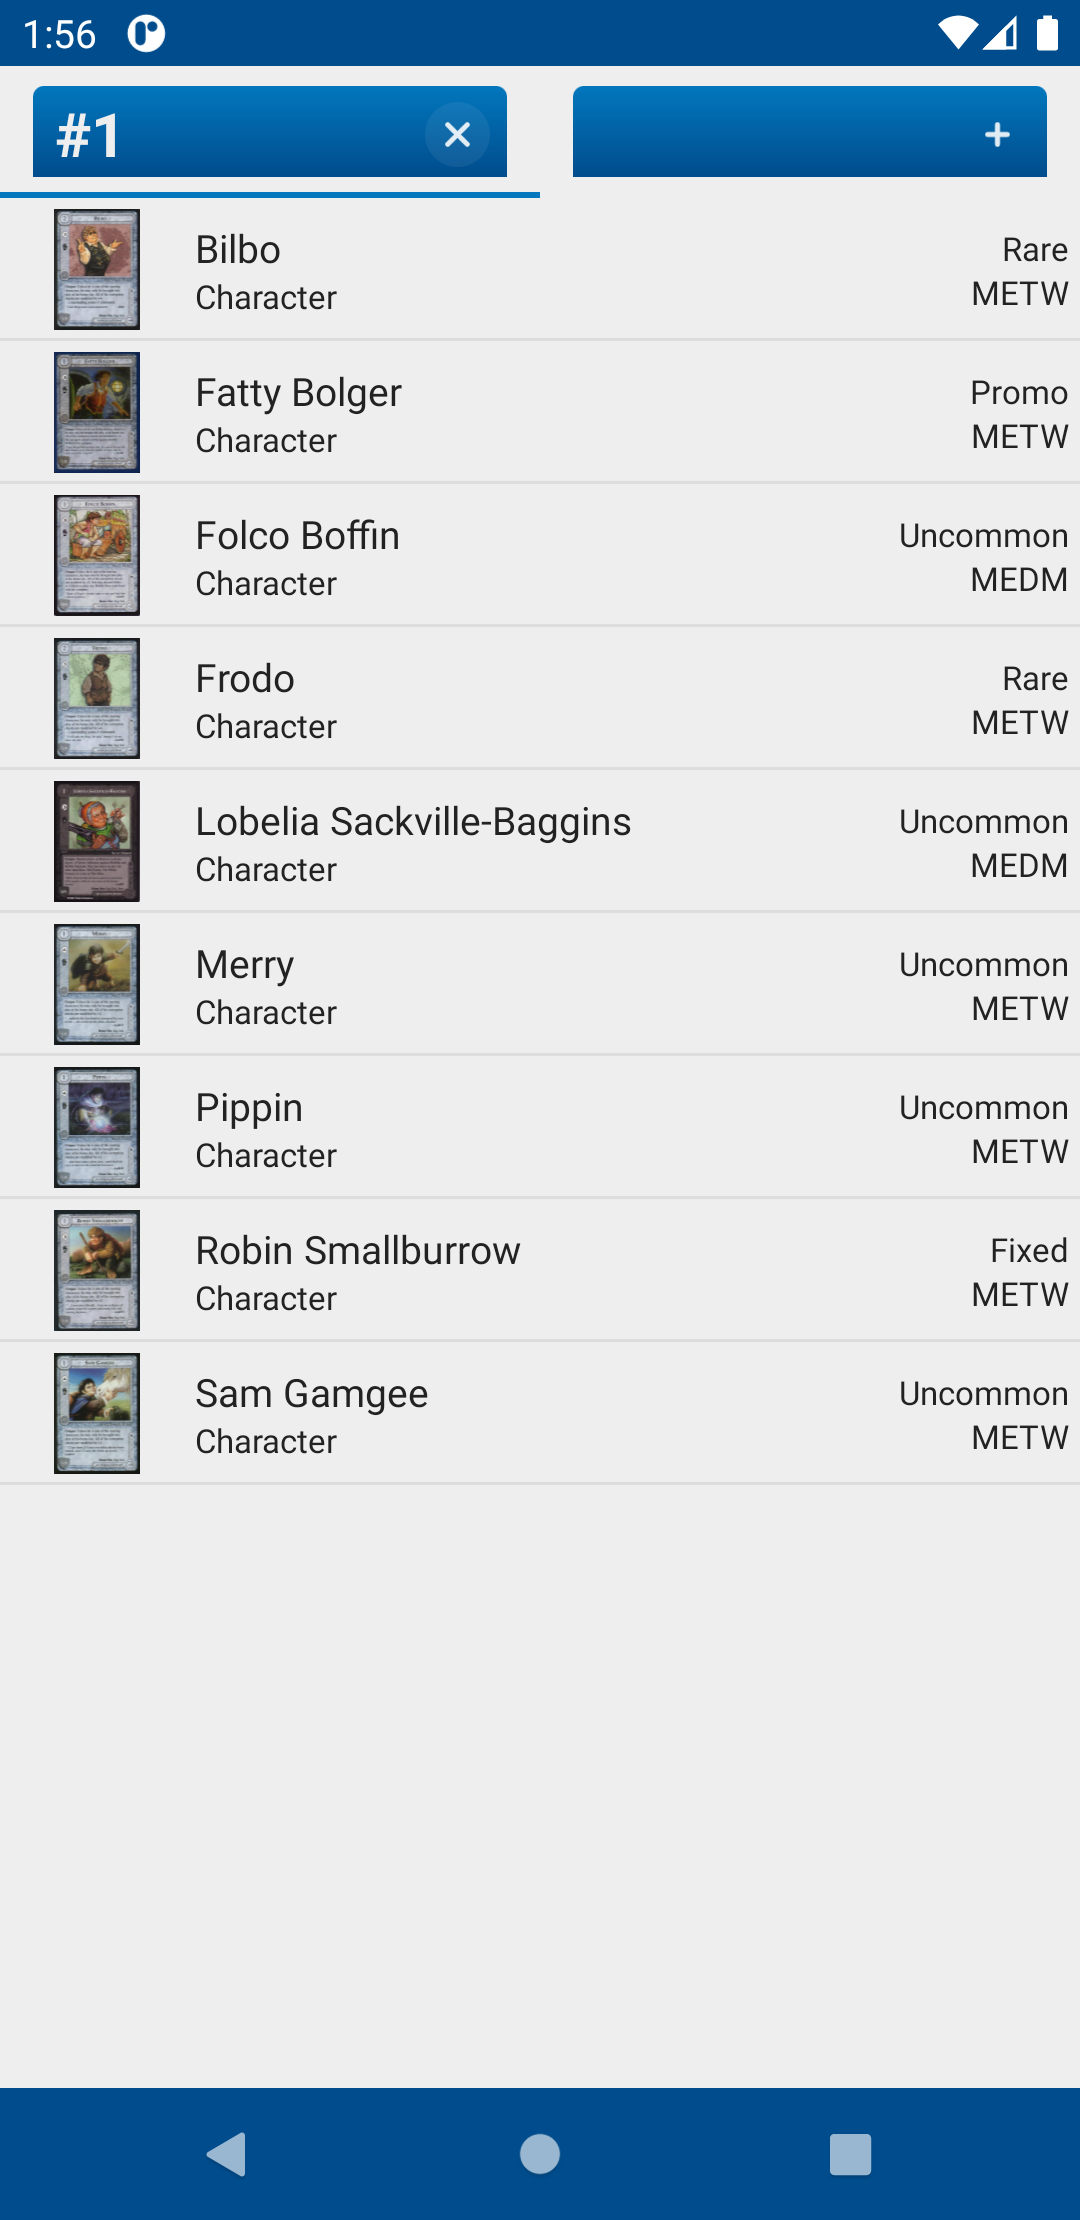 1:56
#1
Bilbo
Rare
Character
METW
Fatty Bolger
Promo
Character
METW
Folco Boffin
Uncommon
Character
MEDM
Frodo
Rare
Character
METW
Lobelia Sackville-Baggins
Uncommon
Character
MEDM
Merry
Uncommon
Character
METW
Pippin
Uncommon
Character
METW
Robin Smallburrow
Fixed
Character
METW
Sam Gamgee
Uncommon
Character
METW